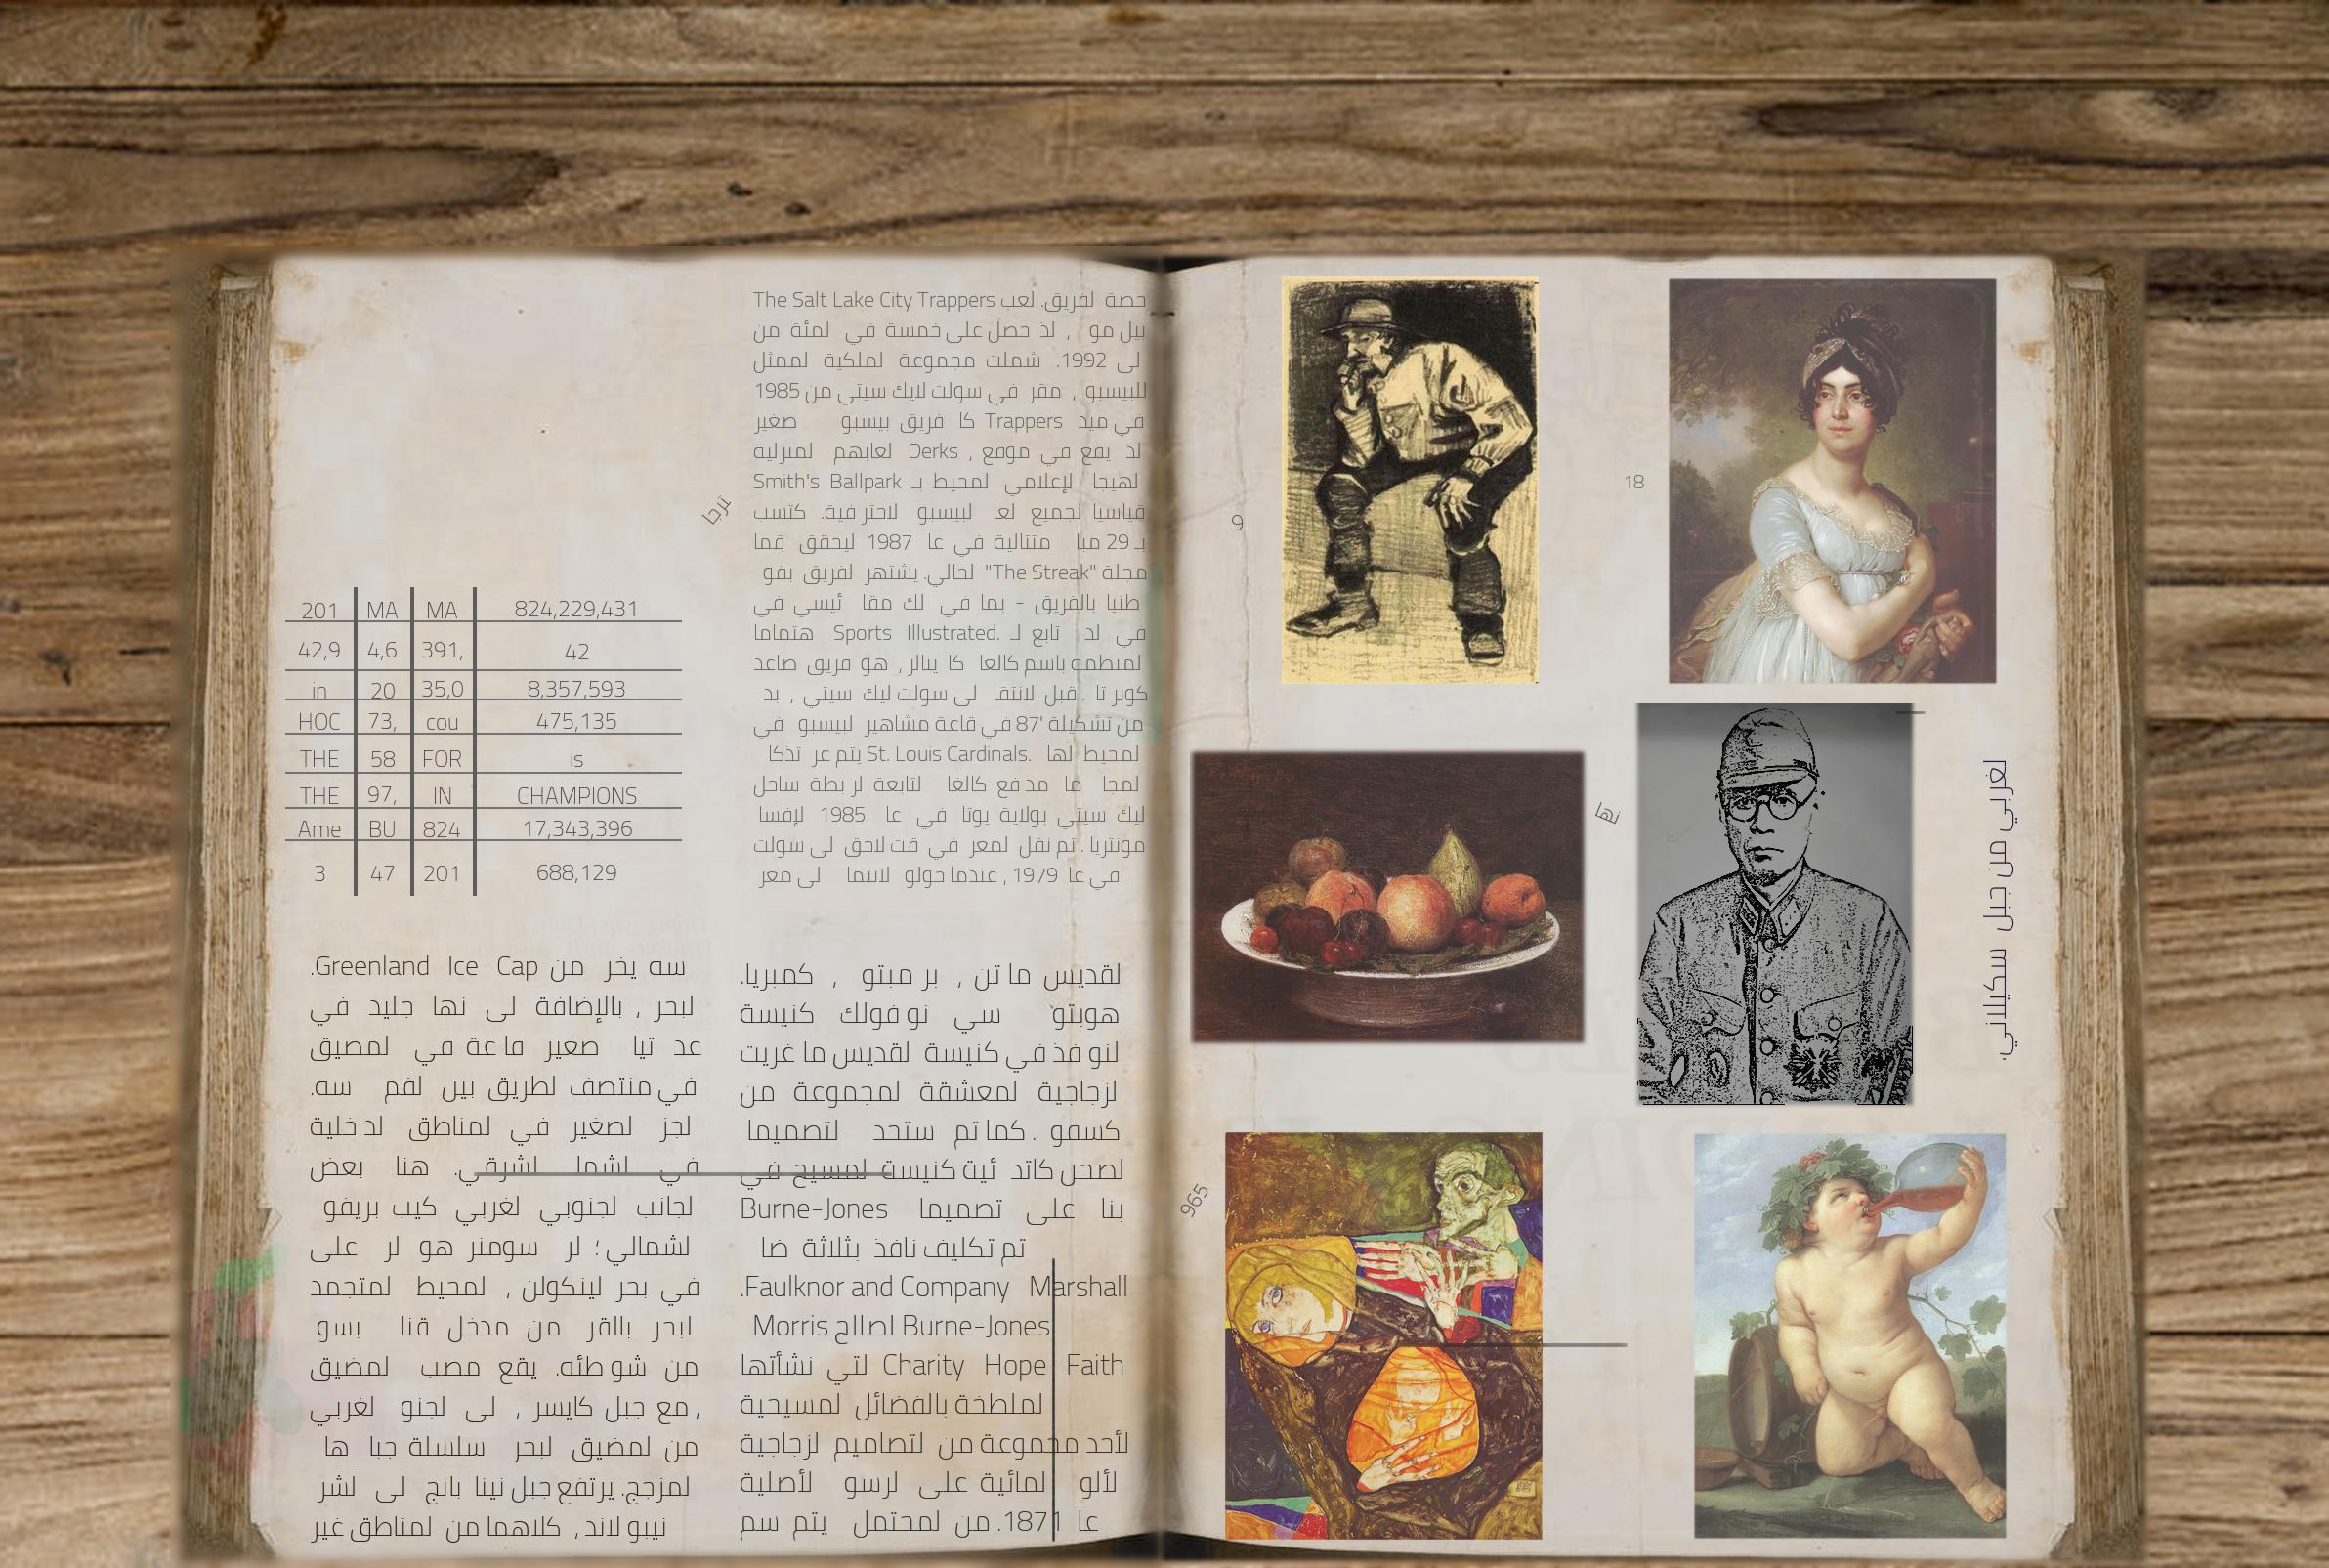 حصة لفريق. لعب The Salt Lake City Trappers
بيل مو , لذ حصل على خمسة في لمئة من
لى 1992. شملت مجموعة لملكية لممثل
للبيسبو , مقر في سولت لايك سيتي من 1985
في ميد Trappers كا فريق بيسبو صغير
لذ يقع في موقع , Derks لعابهم لمنزلية
لهيجا لإعلامي لمحيط بـ Smith's Ballpark
قياسيا لجميع لعا لبيسبو لاحتر فية. كتسب
بـ 29 مبا متتالية في عا 1987 ليحقق قما
مجلة "The Streak" لحالي. يشتهر لفريق بفو
طنيا بالفريق - بما في لك مقا ئيسي في
في لد تابع لـ .Sports Illustrated هتماما
لمنظمة باسم كالغا كا ينالز , هو فريق صاعد
كوبر تا . قبل لانتقا لى سولت ليك سيتي , بد
من تشكيلة '87 في قاعة مشاهير لبيسبو في
لمحيط لها .St. Louis Cardinals يتم عر تذكا
لمجا ما مدفع كالغا لتابعة لر بطة ساحل
ليك سيتي بولاية يوتا في عا 1985 لإفسا
مونتريا . تم نقل لمعر في قت لاحق لى سولت
في عا 1979 , عندما حولو لانتما لى معر
ترجا
201 MA MA 824,229,431
42,9 4,6 391, 42
in 20 35,0 8,357,593
HOC 73, cou 475,135
THE 58 FOR is
THE 97, IN CHAMPIONS
Ame BU 824 17,343,396
3 47 201 688,129
لقديس ما تن , بر مبتو , كمبريا.
هويتو سي نو فولك كنيسة
لنو فذ في كنيسة لقديس ما غريت
لزجاجية لمعشقة لمجموعة من
كسفو . كما تم ستخد لتصميما
لصحن كاتد ئية كنيسة لمسيح في
بنا على تصميما Burne-Jones
تم تكليف نافذ بثلاثة ضا
.Faulknor and Company Marshall
Burne-Jones لصالح Morris
لتي نشأتها Charity Hope Faith
لملطخة بالفضائل لمسيحية
لأحد مجموعة من لتصاميم لزجاجية
لألو لمائية على لرسو لأصلية
عا 1871. من لمحتمل يتم سم
سه يخر من Greenland Ice Cap.
لبحر , بالإضافة لى نها جليد في
عد تيا صغير فا غة في لمضيق
في منتصف لطريق بين لفم سه.
لجز لصغير في لمناطق لد خلية
في لشما لشرقي. هنا بعض
لجانب لجنوبي لغربي كيب بريفو
لشمالي؛ لر سومنر هو لر على
في بحر لينكولن , لمحيط لمتجمد
لبحر بالقر من مدخل قنا بسو
من شو طئه. يقع مصب لمضيق
, مع جبل كايسر , لى لجنو لغربي
من لمضيق لبحر سلسلة جبا ها
لمزجج. يرتفع جبل نينا بانج لى لشر
نيبو لاند , كلاهما من لمناطق غير
9
18
نها
لغربي من جبل سكيلاني.
965